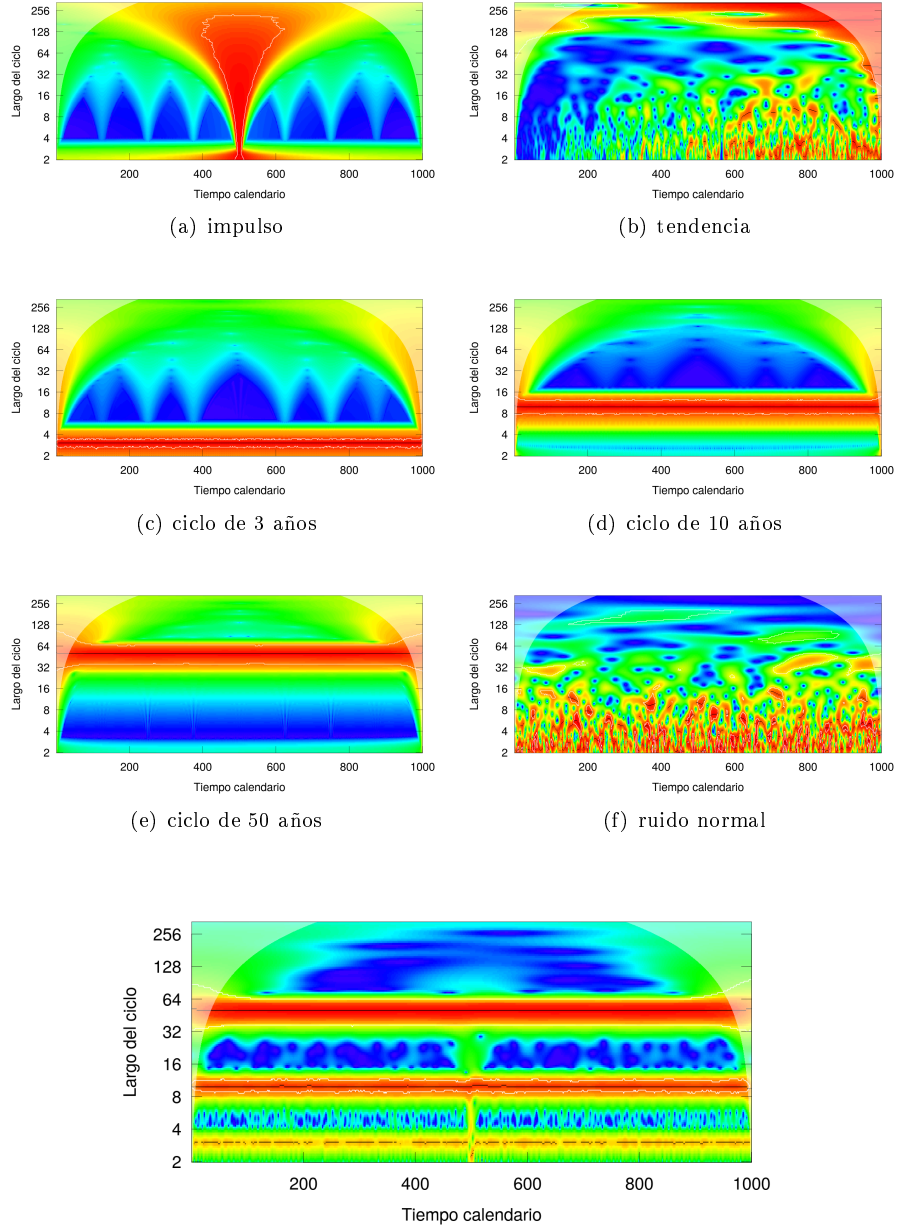 256
128
64
32
16
8
4
2
Largo del ciclo
200 400 600 800 1000
Tiempo calendario
(a) impulso
256
128
64
32
16
8
4
2
Largo del ciclo
200 400 600 800 1000
Tiempo calendario
(b) tendencia
256
128
64
32
16
8
4
2
Largo del ciclo
200 400 600 800 1000
Tiempo calendario
(c) ciclo de 3 años
256
128
64
32
16
8
4
2
Largo del ciclo
200 400 600 800 1000
Tiempo calendario
(d) ciclo de 10 años
256
128
64
32
16
8
4
2
Largo del ciclo
200 400 600 800 1000
Tiempo calendario
(e) ciclo de 50 años
256
128
64
32
16
8
4
2
Largo del ciclo
200 400 600 800 1000
Tiempo calendario
(f) ruido normal
256
128
64
32
16
8
4
2
Largo del ciclo
200 400 600 800 1000
Tiempo calendario